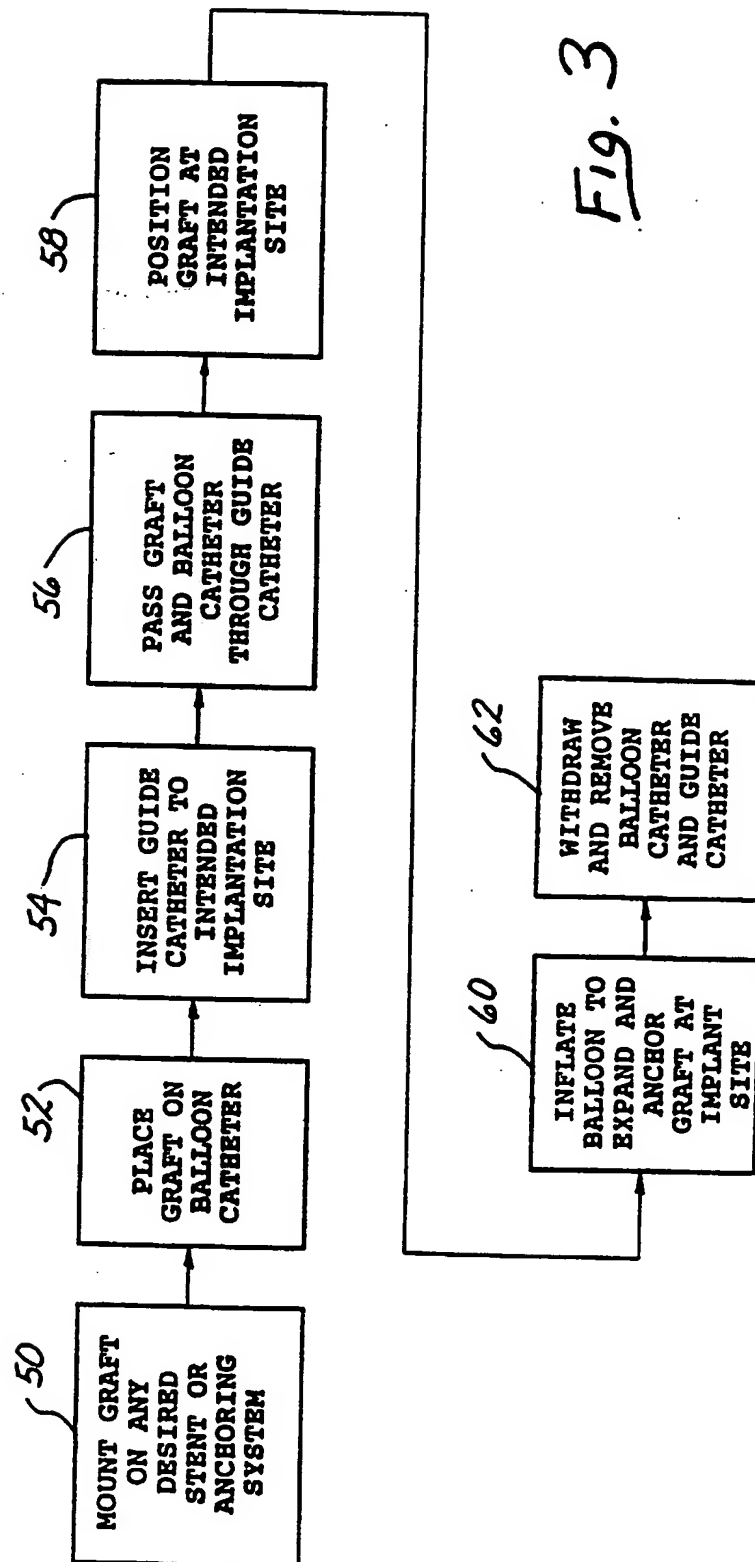 50
MOUNT GRAFT
ON ANY
DESIRED
STENT OR
ANCHORING
SYSTEM
52
PLACE
GRAFT ON
BALLOON
CATHETER
54
INSERT GUIDE
CATHETER TO
INTENDED
IMPLANTATION
SITE
56
PASS GRAFT
AND BALLOON
CATHETER
THROUGH GUIDE
CATHETER
58
POSITION
GRAFT AT
INTENDED
IMPLANTATION
SITE
60
INFLATE
BALLOON TO
EXPAND AND
ANCHOR
GRAFT AT
IMPLANT
SITE
62
WITHDRAW
AND REMOVE
BALLOON
CATHETER
AND GUIDE
CATHETER
Fig. 3